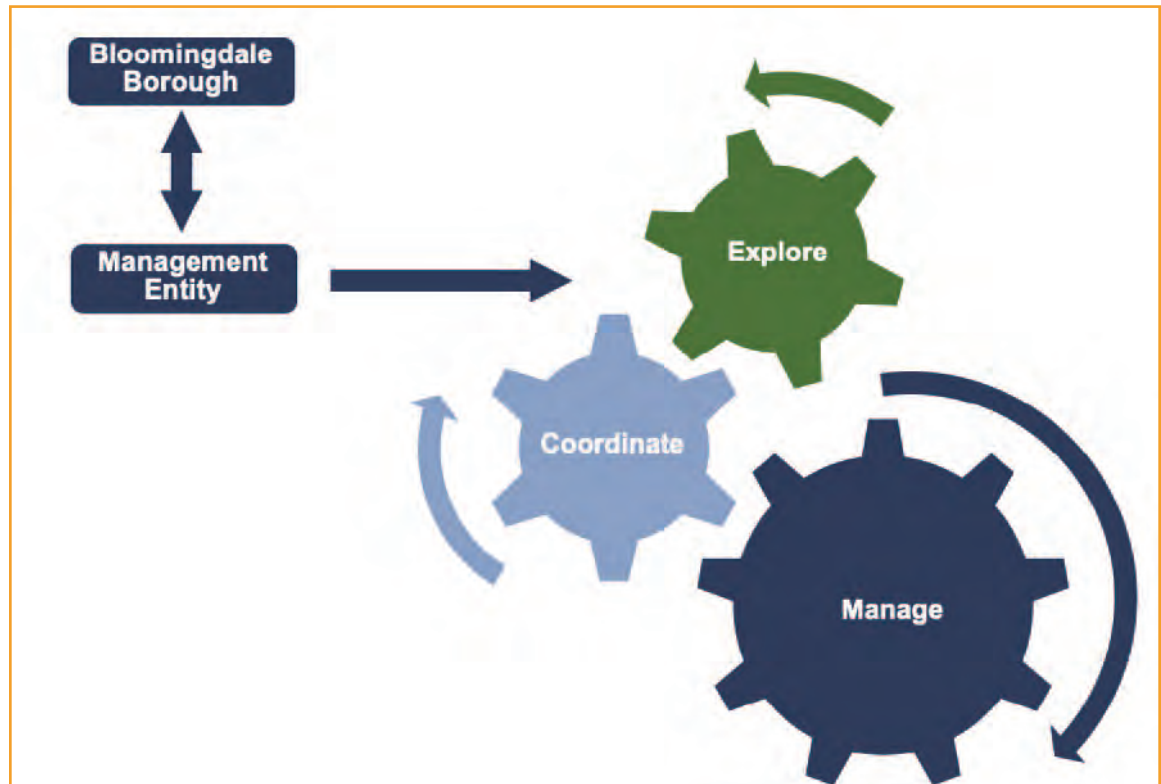 Bloomingdale
Borough
Management
Entity
Explore
Coordinate
Manage